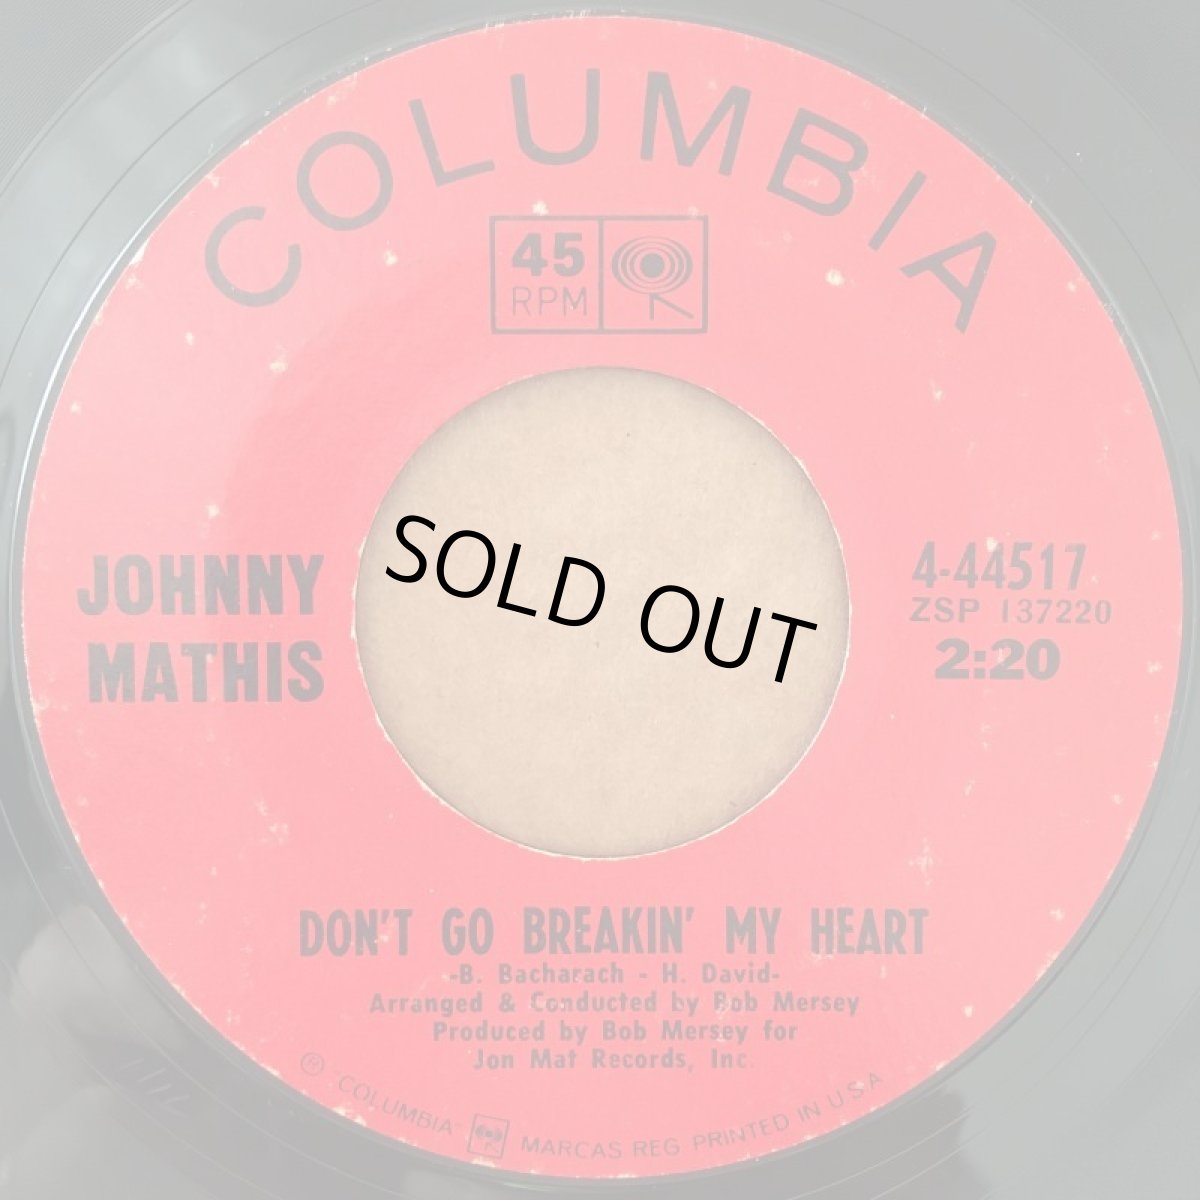 COLUMBIA
45
RPM
JOHNNY
MATHIS
4-44517
ZSP 137220
2:20
SOLD OUT
DON'T GO BREAKIN' MY HEART
-B. Bacharach - H. David-
Arranged & Conducted by Bob Mersey
Produced by Bob Mersey for
Jon Mat Records, Inc.
® "COLUMBIA" MARCAS REG. PRINTED IN U.S.A